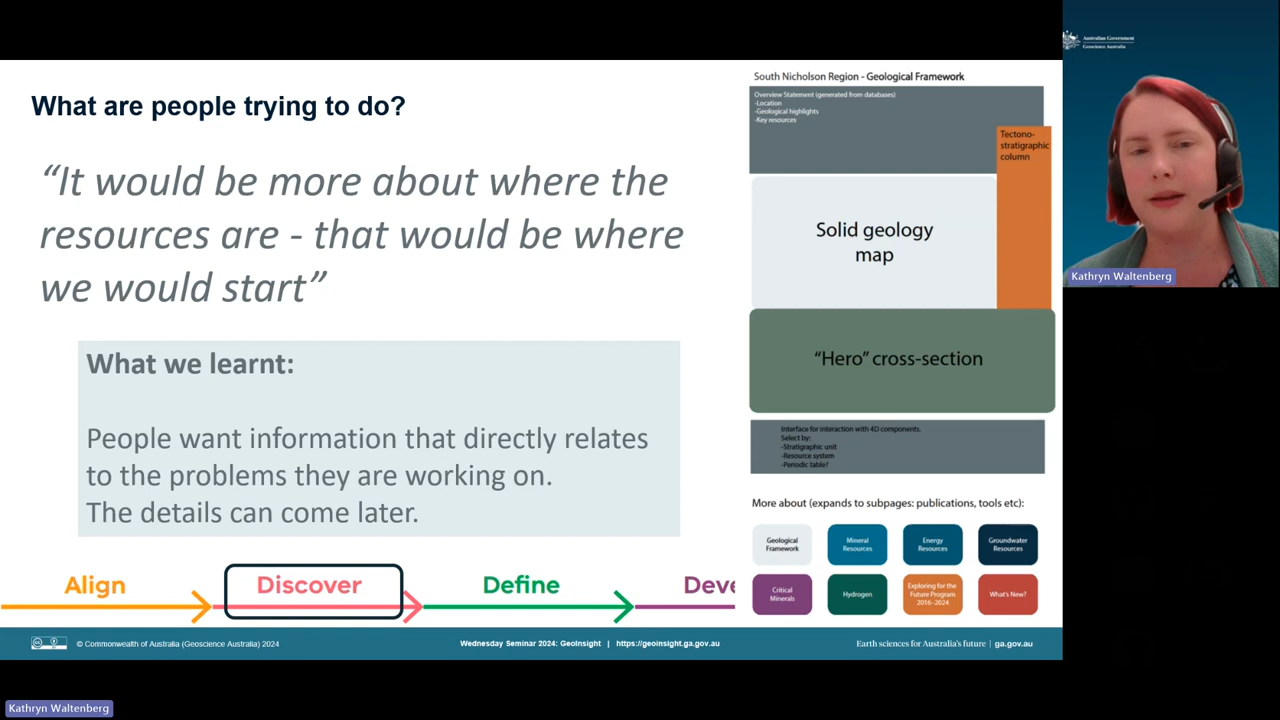 What are people trying to do?
“It would be more about where the
resources are - that would be where
we would start”
What we learnt:
People want information that directly relates
to the problems they are working on.
The details can come later.
Align
Discover
Define
Deve
South Nicholson Region - Geological Framework
Overview Statement (generated from databases)
-Location
-Geological highlights
-Key resources
Tectono-
stratigraphic
column
Solid geology
map
“Hero” cross-section
Interface for interaction with 4D components.
Select by:
-Stratigraphic unit
-Resource system
-Periodic table?
More about (expands to subpages: publications, tools etc):
Geological
Framework
Mineral
Resources
Energy
Resources
Groundwater
Resources
Critical
Minerals
Hydrogen
Exploring for the
Future Program
2016–2024
What's New?
© Commonwealth of Australia (Geoscience Australia) 2024
Wednesday Seminar 2024: GeoInsight | https://geoinsight.ga.gov.au
Earth sciences for Australia's future | ga.gov.au
Australian Government
Geoscience Australia
Kathryn Waltenberg
Kathryn Waltenberg